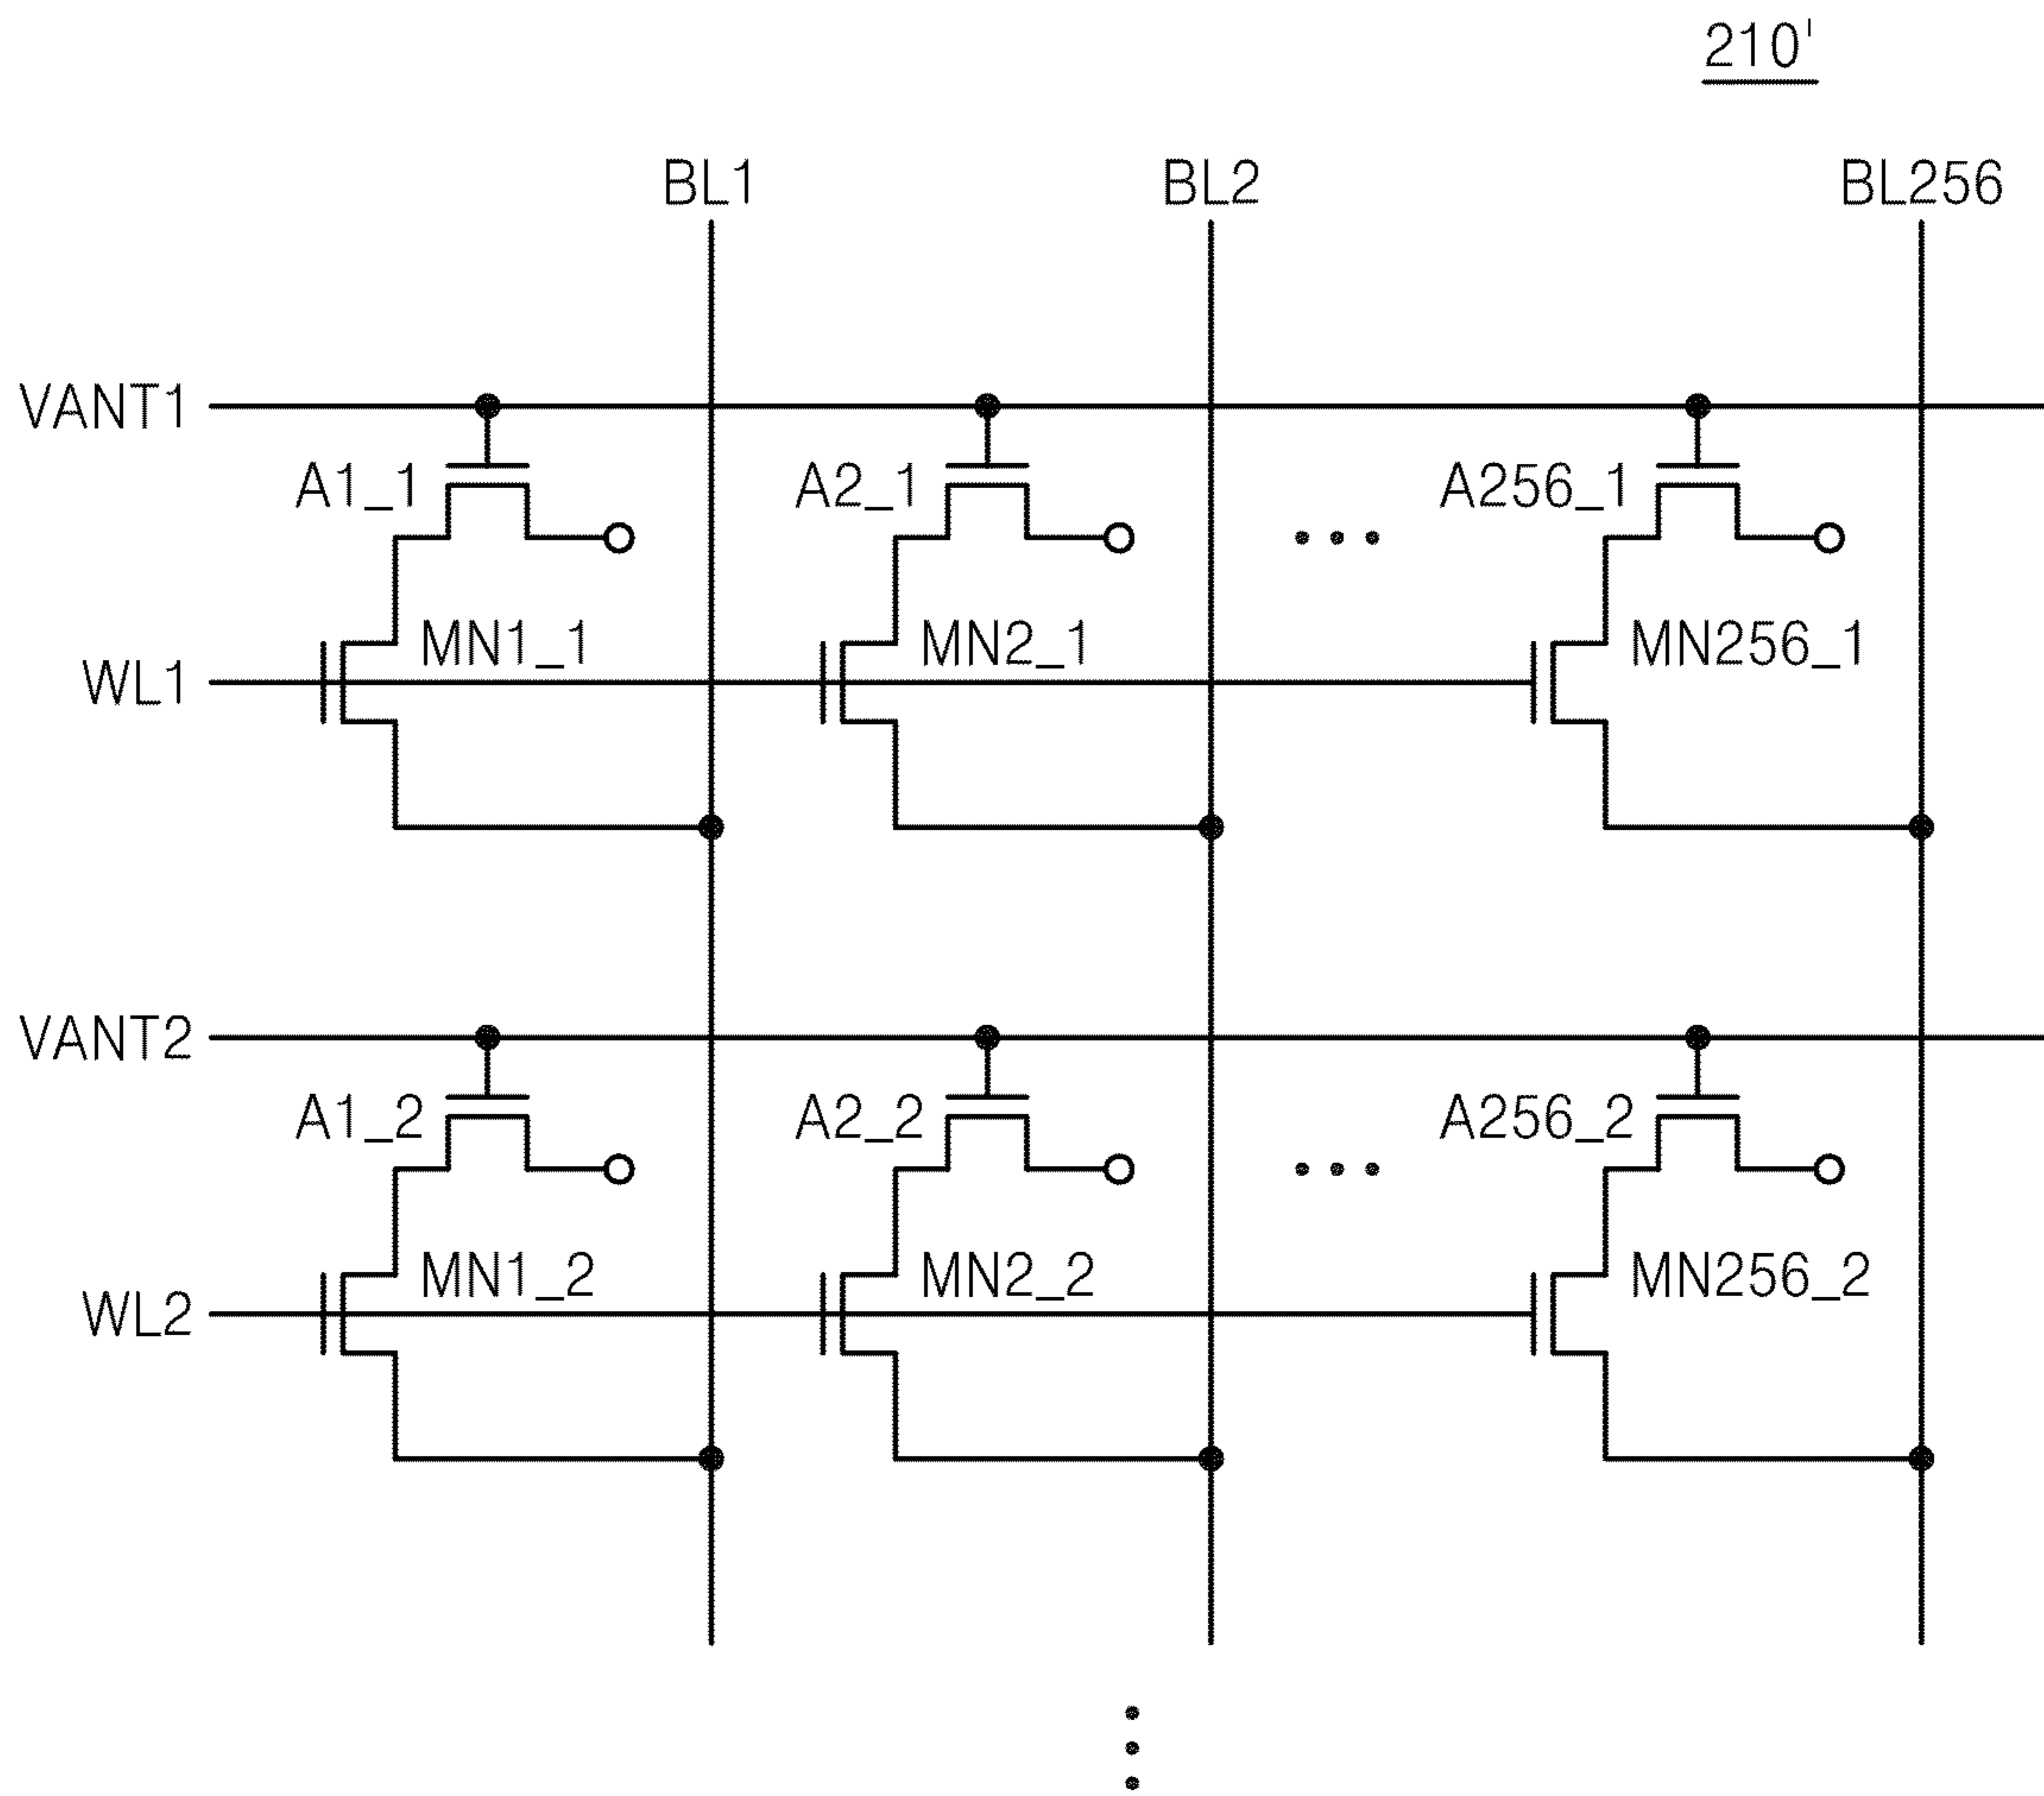 210'
BL1 BL2 BL256
VANT1
A1_1 A2_1 A256_1
MN1_1 MN2_1 MN256_1
WL1
VANT2
A1_2 A2_2 A256_2
MN1_2 MN2_2 MN256_2
WL2